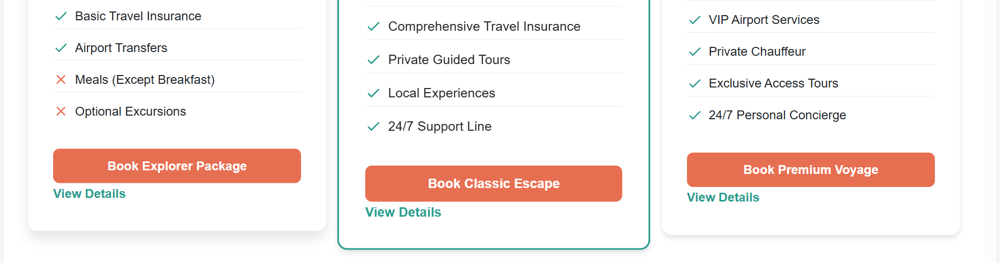 Basic Travel Insurance
Airport Transfers
Meals (Except Breakfast)
Optional Excursions
Book Explorer Package
View Details
Comprehensive Travel Insurance
Private Guided Tours
Local Experiences
24/7 Support Line
Book Classic Escape
View Details
VIP Airport Services
Private Chauffeur
Exclusive Access Tours
24/7 Personal Concierge
Book Premium Voyage
View Details